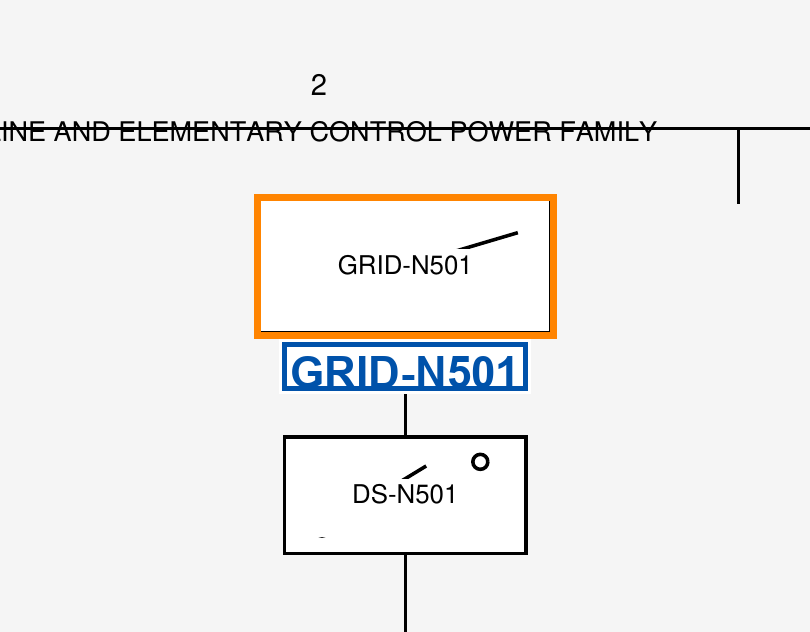 2
INE AND ELEMENTARY CONTROL POWER FAMILY
GRID-N501
GRID-N501
DS-N501